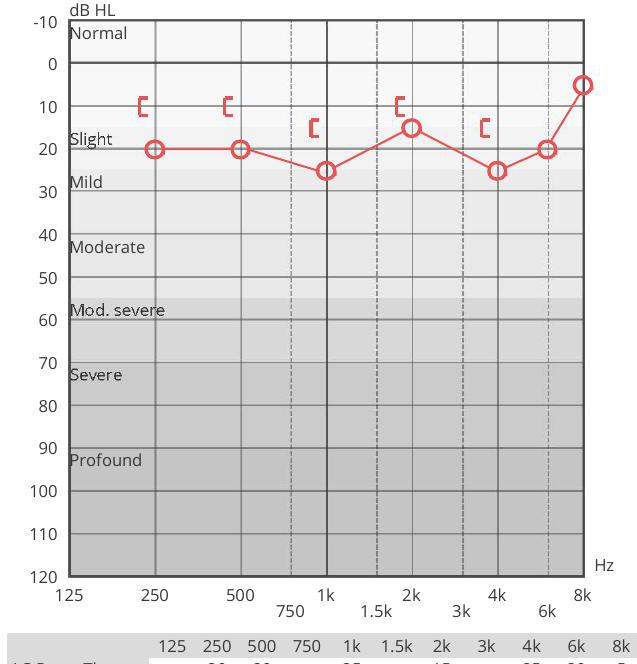 dB HL
-10
Normal
0
10
Slight
20
Mild
30
40
Moderate
50
Mod. severe
60
70
Severe
80
90
Profound
100
110
120
Hz
125 250 500 1k 2k 4k 8k
750 1.5k 3k 6k
125 250 500 750 1k 1.5k 2k 3k 4k 6k 8k